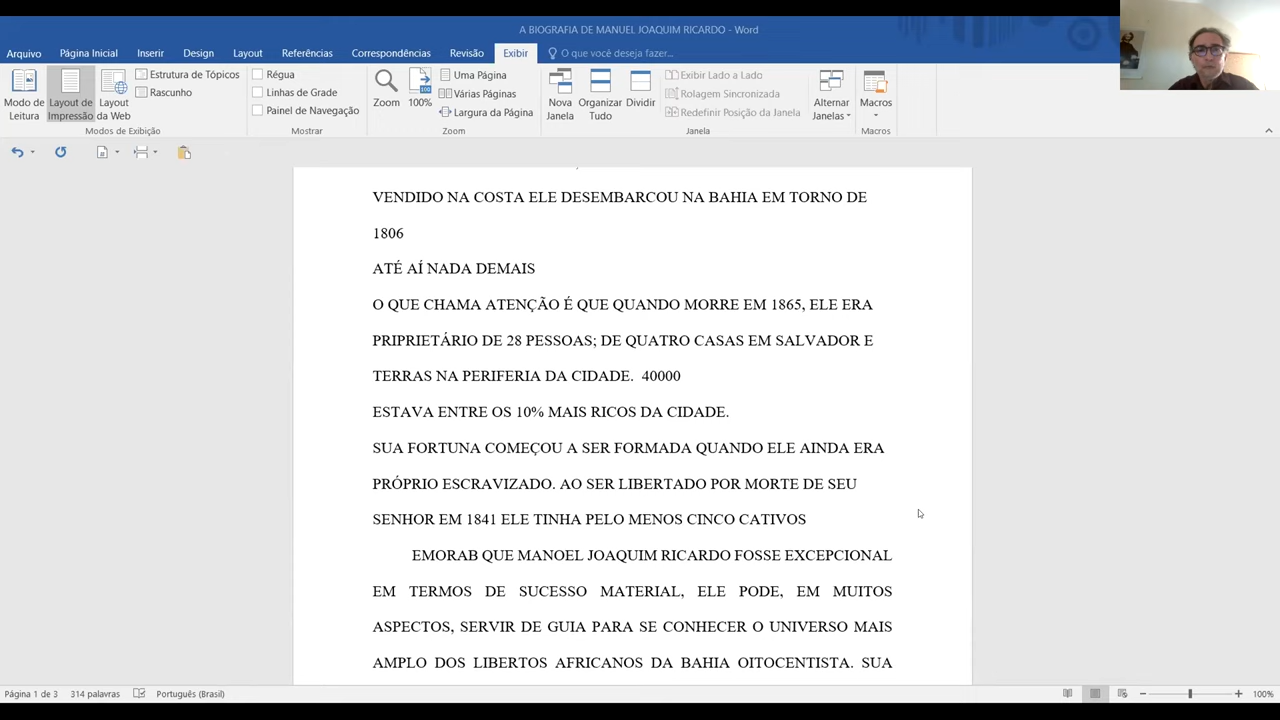 A BIOGRAFIA DE MANUEL JOAQUIM RICARDO - Word
Arquivo Página Inicial Inserir Design Layout Referências Correspondências Revisão Exibir O que você deseja fazer...
Modo de Leitura
Layout de Impressão
Layout da Web
Estrutura de Tópicos
Rascunho
Modos de Exibição
Régua
Linhas de Grade
Painel de Navegação
Mostrar
Zoom
100%
Uma Página
Várias Páginas
Largura da Página
Zoom
Nova Janela
Organizar Tudo
Dividir
Exibir Lado a Lado
Rolagem Sincronizada
Redefinir Posição da Janela
Janela
Alternar Janelas
Macros
Macros
VENDIDO NA COSTA ELE DESEMBARCOU NA BAHIA EM TORNO DE
1806
ATÉ AÍ NADA DEMAIS
O QUE CHAMA ATENÇÃO É QUE QUANDO MORRE EM 1865, ELE ERA
PRIPRIETÁRIO DE 28 PESSOAS; DE QUATRO CASAS EM SALVADOR E
TERRAS NA PERIFERIA DA CIDADE. 40000
ESTAVA ENTRE OS 10% MAIS RICOS DA CIDADE.
SUA FORTUNA COMEÇOU A SER FORMADA QUANDO ELE AINDA ERA
PRÓPRIO ESCRAVIZADO. AO SER LIBERTADO POR MORTE DE SEU
SENHOR EM 1841 ELE TINHA PELO MENOS CINCO CATIVOS
EMORAB QUE MANOEL JOAQUIM RICARDO FOSSE EXCEPCIONAL
EM TERMOS DE SUCESSO MATERIAL, ELE PODE, EM MUITOS
ASPECTOS, SERVIR DE GUIA PARA SE CONHECER O UNIVERSO MAIS
AMPLO DOS LIBERTOS AFRICANOS DA BAHIA OITOCENTISTA. SUA
Página 1 de 3 314 palavras Português (Brasil) 100%